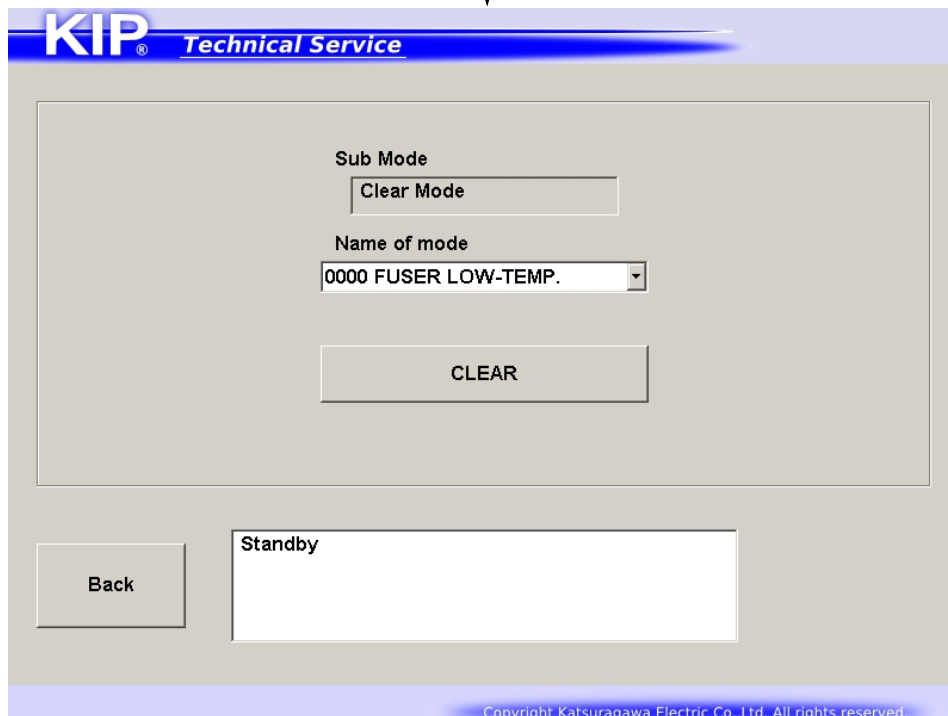 KIP® Technical Service
Sub Mode
Clear Mode
Name of mode
0000 FUSER LOW-TEMP.
CLEAR
Standby
Back
Copyright Katsuragawa Electric Co. Ltd. All rights reserved